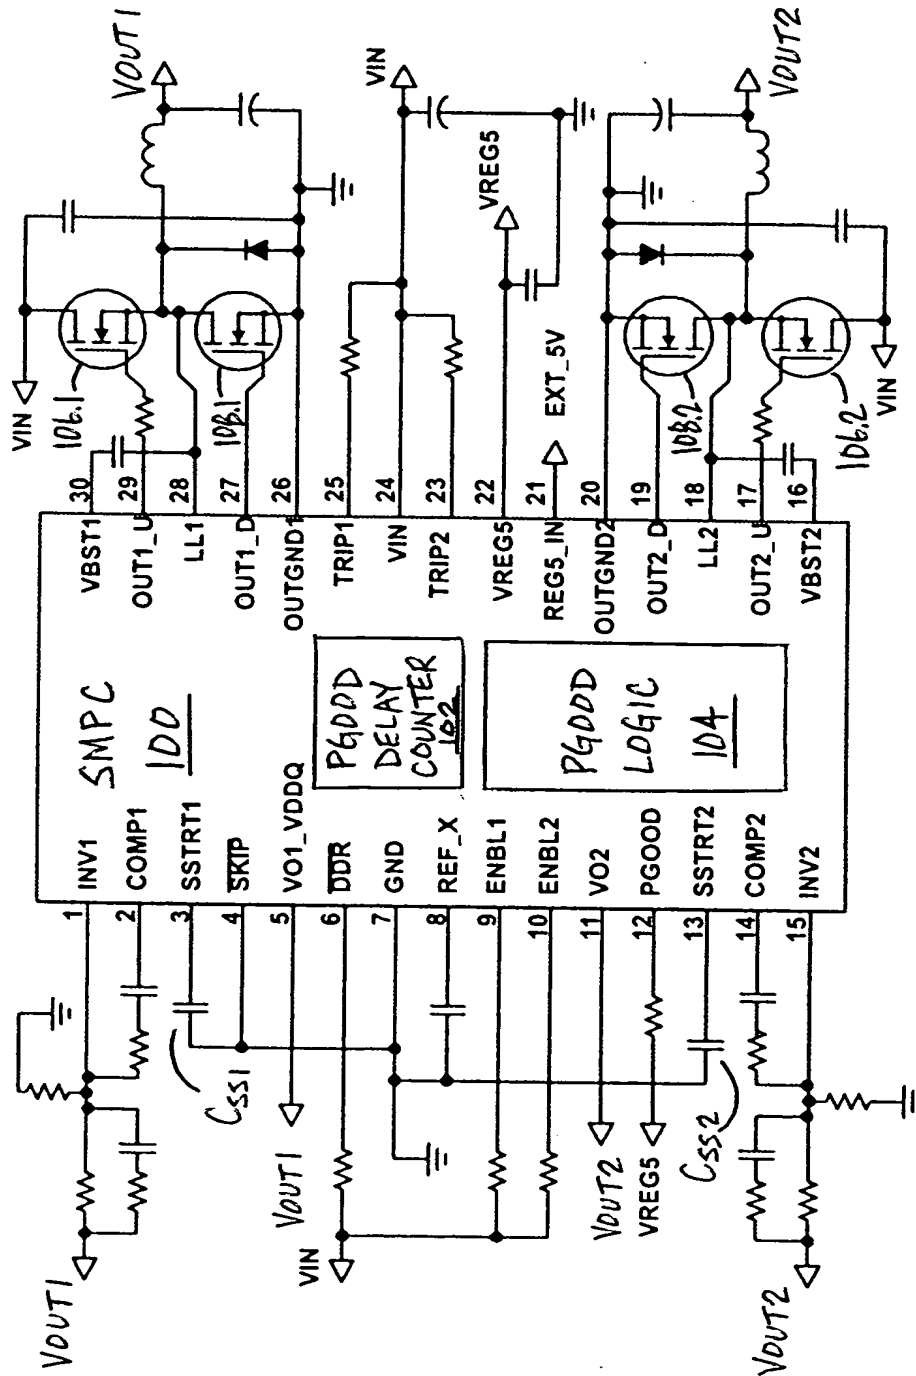 VOUT1
VIN
VOUT2
VIN
106.1
108.1
VREG5
EXT_5V
108.2
106.2
VIN
30
29
28
27
26
25
24
23
22
21
20
19
18
17
16
VBST1
OUT1_U
LL1
OUT1_D
OUTGND1
TRIP1
VIN
TRIP2
VREG5
REG5_IN
OUTGND2
OUT2_D
LL2
OUT2_U
VBST2
SMPC
100
PGOOD
DELAY
COUNTER
102
PGOOD
LOGIC
104
INV1
COMP1
SSTRT1
SKIP
VO1_VDDQ
DDR
GND
REF_X
ENBL1
ENBL2
VO2
PGOOD
SSTRT2
COMP2
INV2
1
2
3
4
5
6
7
8
9
10
11
12
13
14
15
CSS1
CSS2
VOUT1
VOUT1
VIN
VOUT2
VREG5
VOUT2